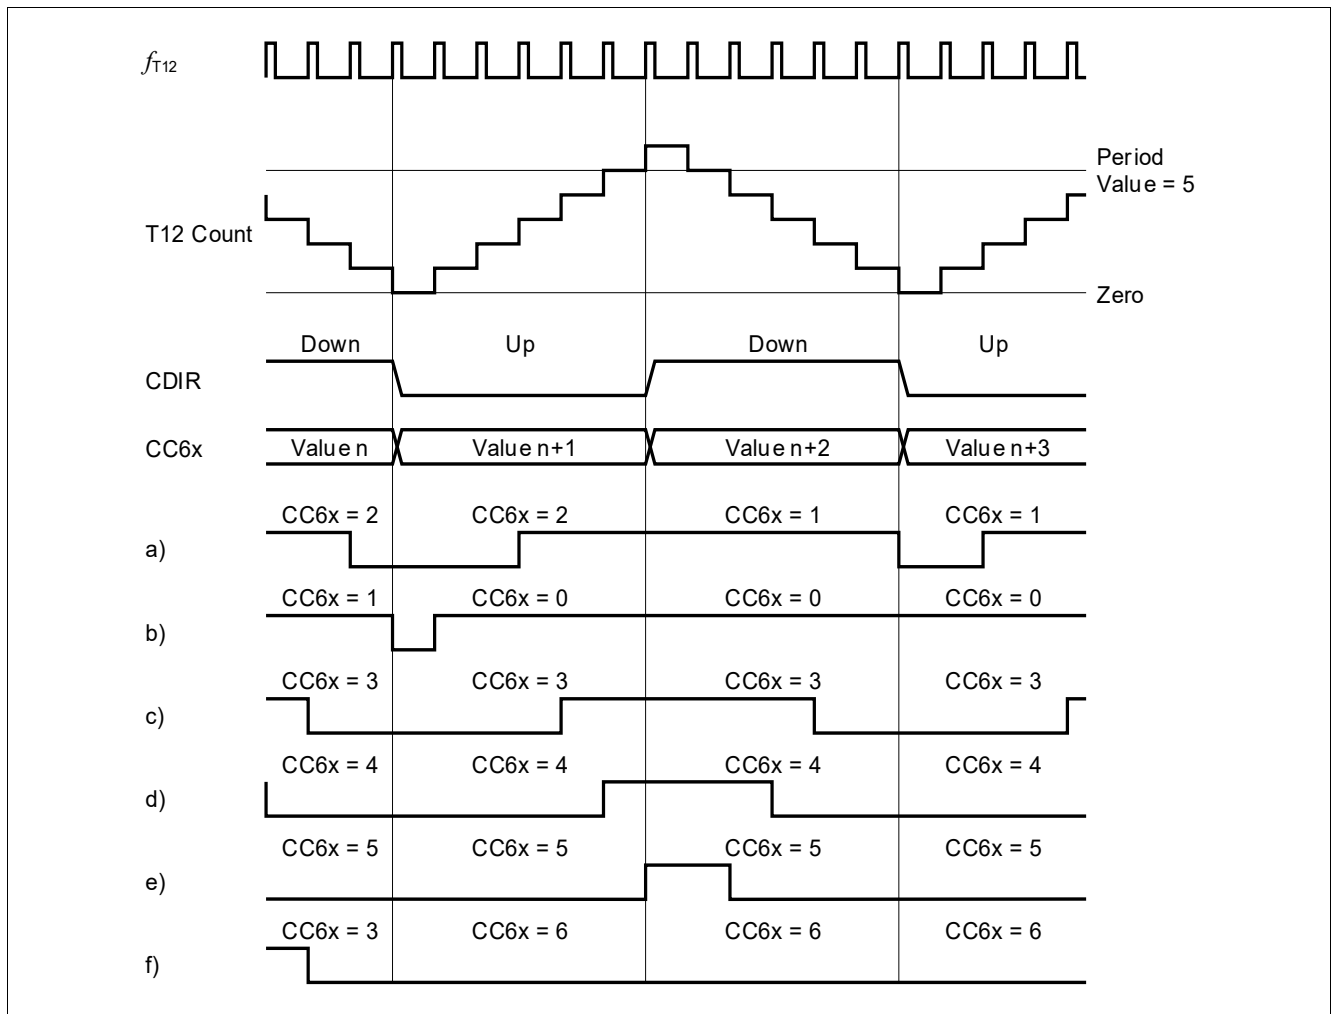 fT12
Period
Value = 5
T12 Count
Zero
Down Up Down Up
CDIR
CC6x Value n Value n+1 Value n+2 Value n+3
CC6x = 2 CC6x = 2 CC6x = 1 CC6x = 1
a)
CC6x = 1 CC6x = 0 CC6x = 0 CC6x = 0
b)
CC6x = 3 CC6x = 3 CC6x = 3 CC6x = 3
c)
CC6x = 4 CC6x = 4 CC6x = 4 CC6x = 4
d)
CC6x = 5 CC6x = 5 CC6x = 5 CC6x = 5
e)
CC6x = 3 CC6x = 6 CC6x = 6 CC6x = 6
f)